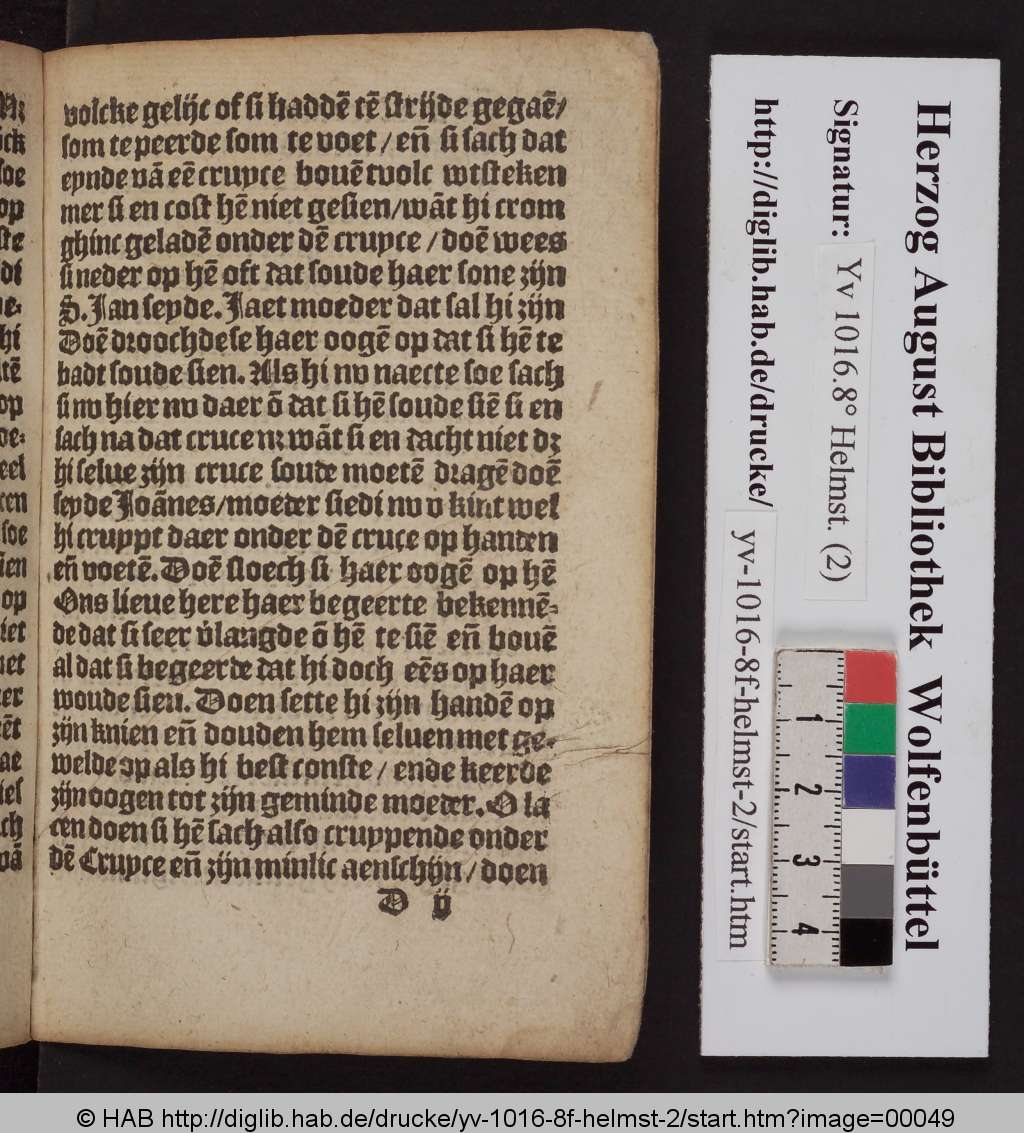 volcke gelijc of si haddē tē strijde gegaē/
som te peerde som te voet/ eñ si sach dat
eynde vā eē cruyce bouē tvolc wtsteken
mer si en cost hē niet gesien/wāt hi crom
ghinc geladē onder dē cruyce/doē wees
si neder op hē oft dat soude haer sone zijn
S. Jan seyde. Jaet moeder dat sal hi zijn
Doē droochdese haer oogē op dat si hē te
badt soude sien. Als hi nv naecte soe sach
si nv hier nv daer ō dat si hē soude siē si en
sach na dat cruce nꝫ wāt si en dacht niet dꝫ
hi selue zijn cruce soude moetē dragē doē
seyde Joānes/moeder siedi nv v kint wel
hi cruypt daer onder dē cruce op handen
eñ voetē. Doē sloech si haer oogē op hē
Ons lieue here haer begeerte bekennē-
de dat si seer v̄langde ō hē te siē eñ bouē
al dat si begeerde dat hi doch eēs op haer
woude sien. Doen sette hi zijn handē op
zijn knien eñ douden hem seluen met ge-
welde op als hi best conste/ ende keerde
zijn oogen tot zijn geminde moeder. O la
cen doen si hē sach also cruypende onder
dē Cruyce eñ zijn minlic aenschijn/doen
D ij
Herzog August Bibliothek Wolfenbüttel
Signatur: Yv 1016.8° Helmst. (2)
http://diglib.hab.de/drucke/ yv-1016-8f-helmst-2/start.htm
1
2
3
4
© HAB http://diglib.hab.de/drucke/yv-1016-8f-helmst-2/start.htm?image=00049